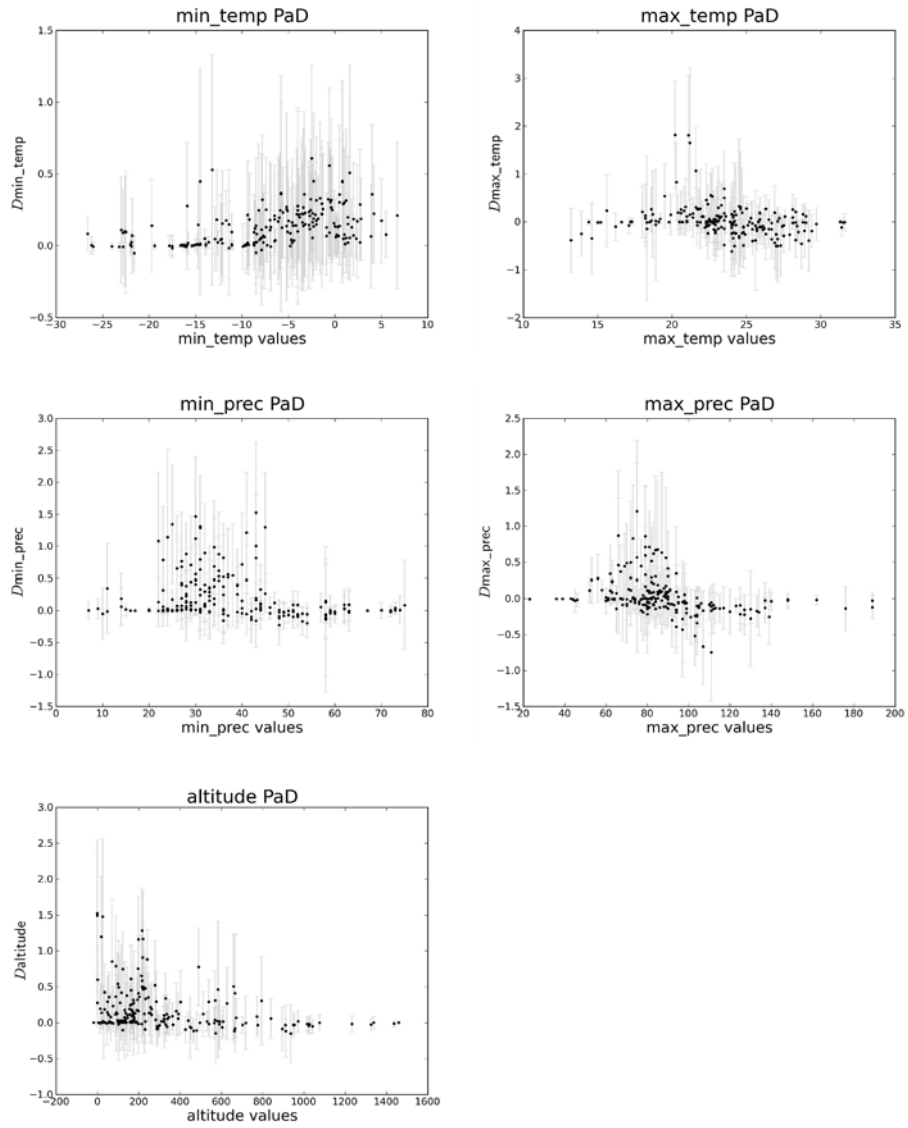 min_temp PaD
1.5
1.0
0.5
0.0
−0.5
Dmin_temp
−30 −25 −20 −15 −10 −5 0 5 10
min_temp values
max_temp PaD
4
3
2
1
0
−1
−2
Dmax_temp
10 15 20 25 30 35
max_temp values
min_prec PaD
3.0
2.5
2.0
1.5
1.0
0.5
0.0
−0.5
−1.0
−1.5
Dmin_prec
0 10 20 30 40 50 60 70 80
min_prec values
max_prec PaD
2.5
2.0
1.5
1.0
0.5
0.0
−0.5
−1.0
−1.5
Dmax_prec
20 40 60 80 100 120 140 160 180 200
max_prec values
altitude PaD
3.0
2.5
2.0
1.5
1.0
0.5
0.0
−0.5
−1.0
Daltitude
−200 0 200 400 600 800 1000 1200 1400 1600
altitude values